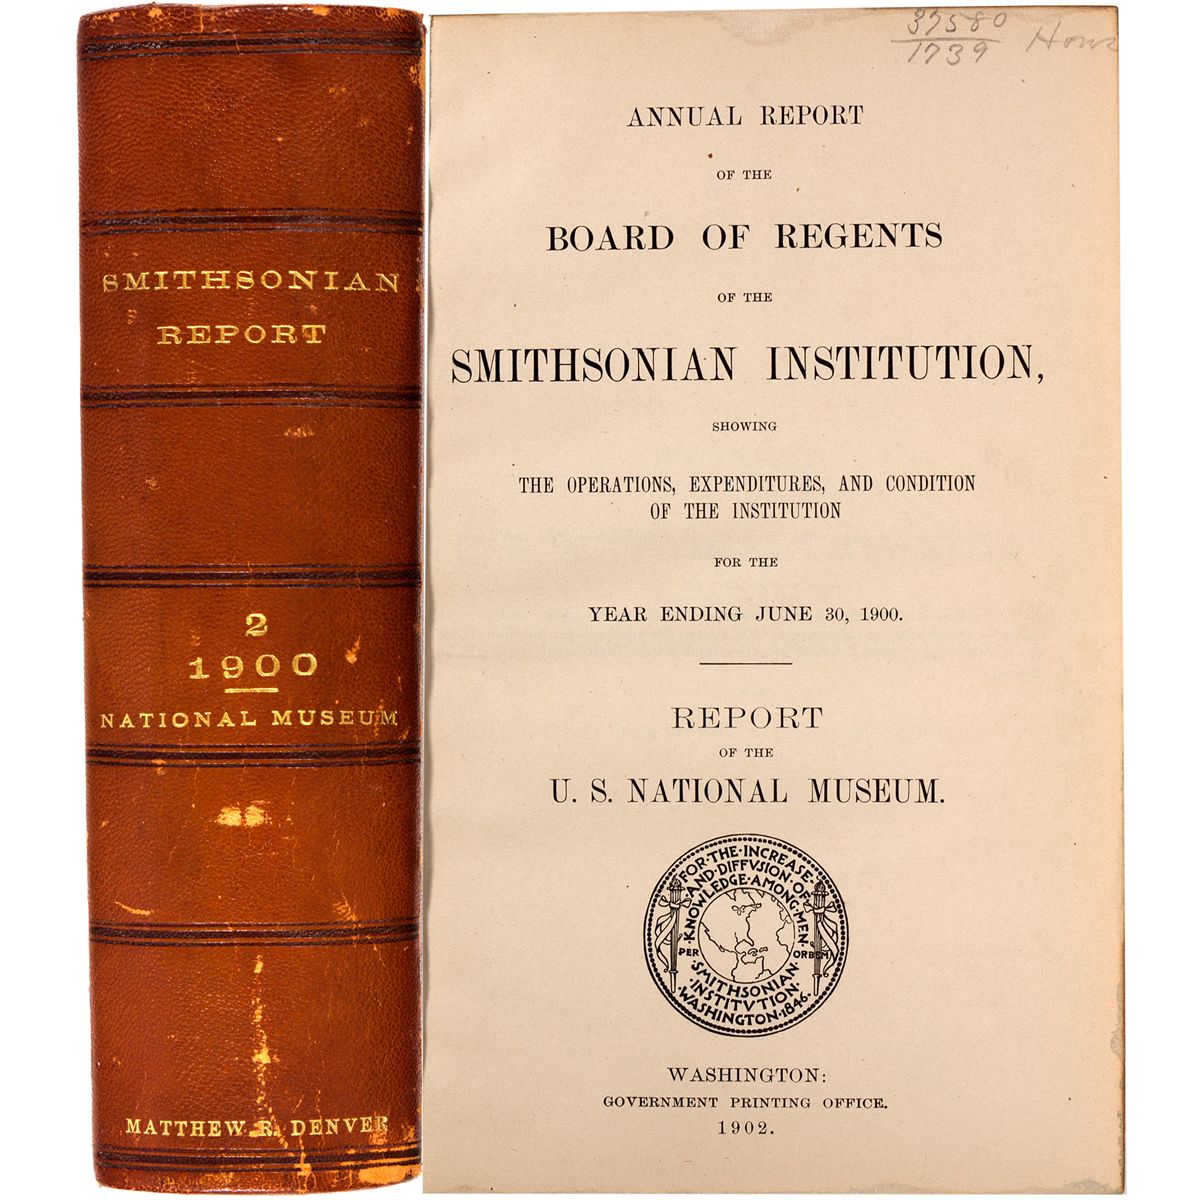 SMITHSONIAN
REPORT
2
1900
NATIONAL MUSEUM
MATTHEW R. DENVER
37580
1739
ANNUAL REPORT
OF THE
BOARD OF REGENTS
OF THE
SMITHSONIAN INSTITUTION,
SHOWING
THE OPERATIONS, EXPENDITURES, AND CONDITION
OF THE INSTITUTION
FOR THE
YEAR ENDING JUNE 30, 1900.
REPORT
OF THE
U. S. NATIONAL MUSEUM.
FOR·THE·INCREASE·
AND·DIFFVSION·OF·
KNOWLEDGE·AMONG·MEN·
PER ORBEM
·SMITHSONIAN·
·INSTITVTION·
·WASHINGTON·1846·
WASHINGTON:
GOVERNMENT PRINTING OFFICE.
1902.